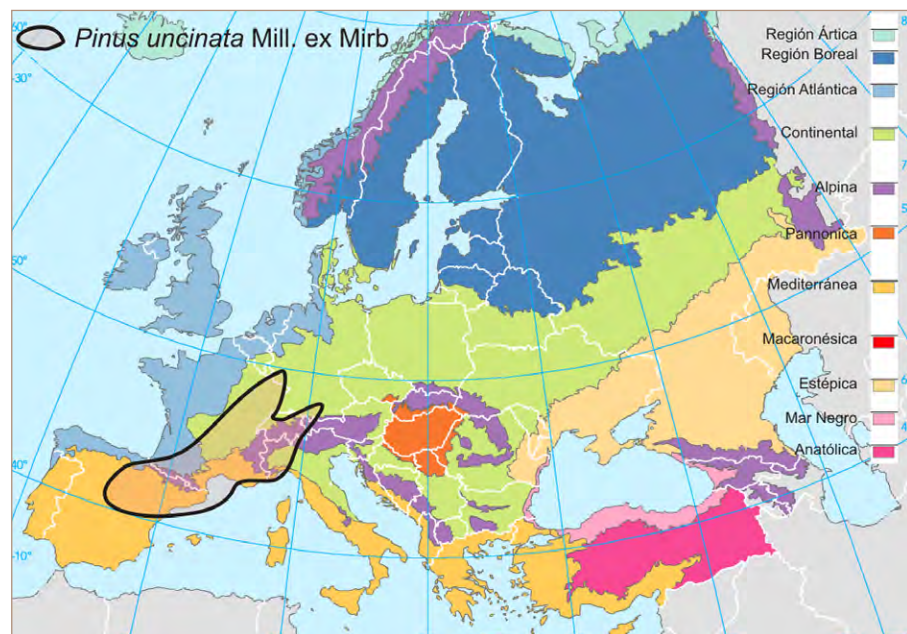 Pinus uncinata Mill. ex Mirb
Región Ártica
Región Boreal
Región Atlántica
Continental
Alpina
Pannonica
Mediterránea
Macaronésica
Estépica
Mar Negro
Anatólica
30°
50°
40°
-10°